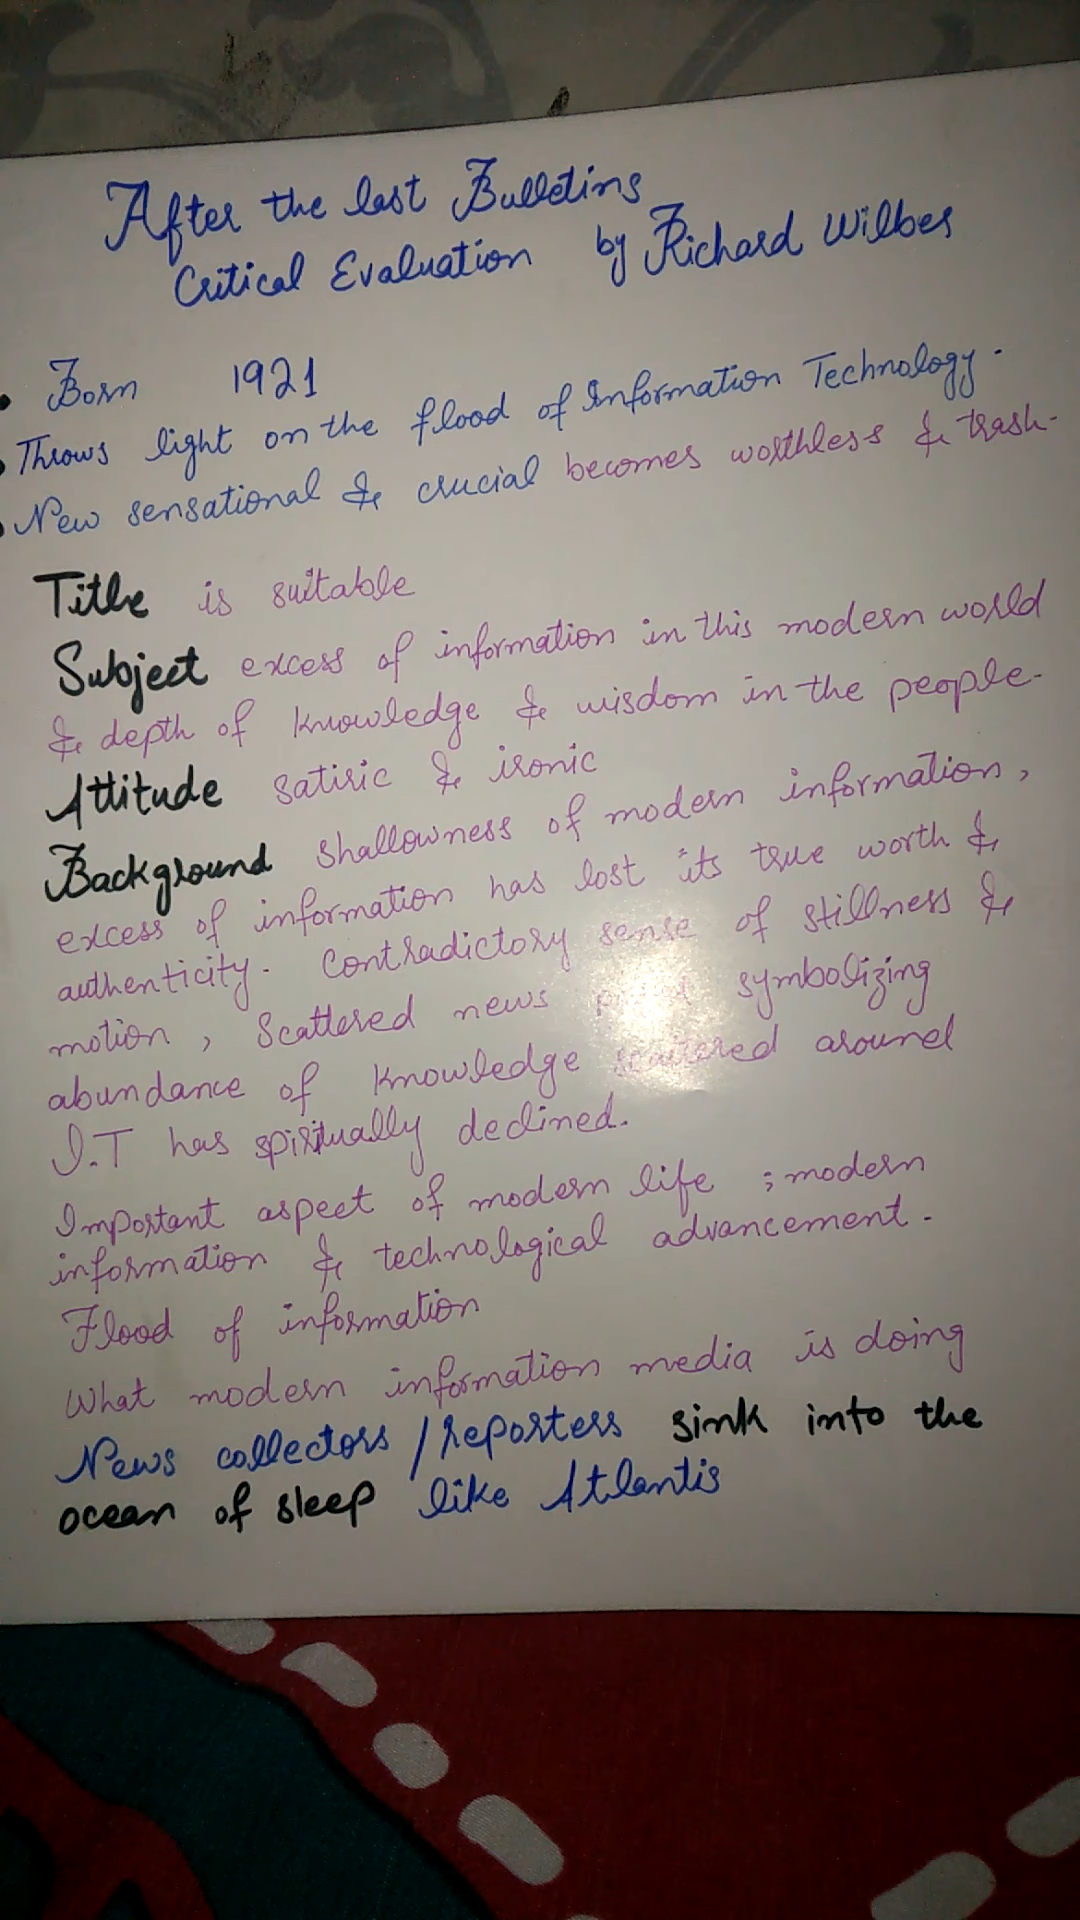 After the last Bulletins
Critical Evaluation by Richard Wilber
• Born 1921
• Throws light on the flood of Information Technology.
• New sensational & crucial becomes worthless & trash.
Title is suitable
Subject excess of information in this modern world
& depth of knowledge & wisdom in the people.
Attitude satiric & ironic
Background Shallowness of modern information,
excess of information has lost its true worth &
authenticity. Contradictory sense of stillness &
motion, Scattered news symbolizing
abundance of knowledge scattered around
I.T has spiritually declined.
Important aspect of modern life ; modern
information & technological advancement.
Flood of information
What modern information media is doing
News collectors / reporters sink into the
ocean of sleep like Atlantis